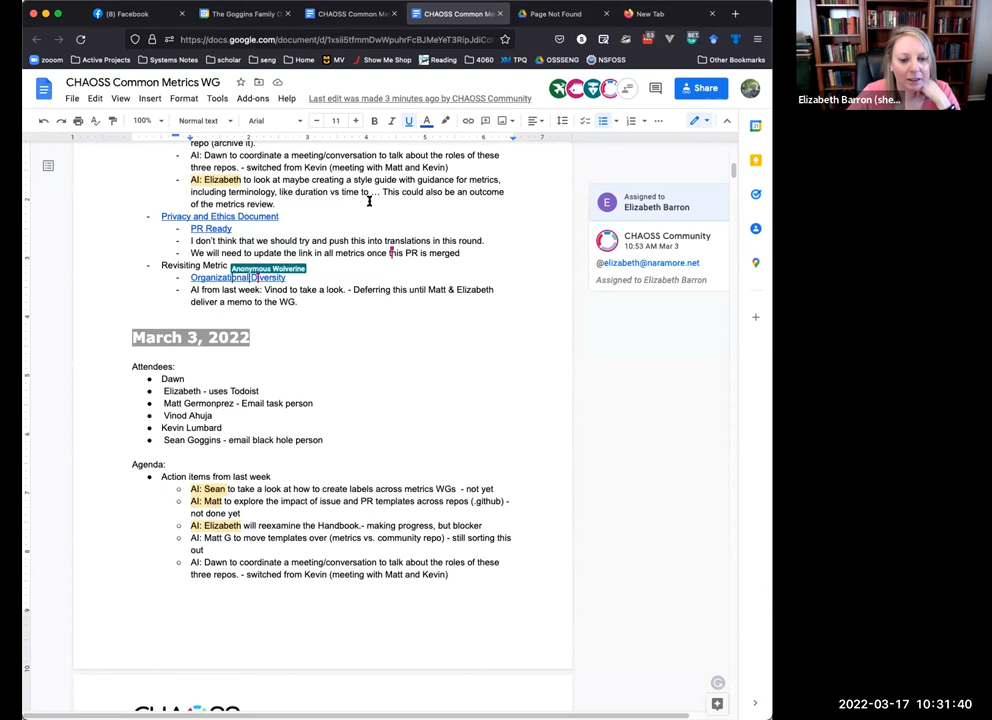 (8) Facebook
The Goggins Family C
CHAOSS Common Me
CHAOSS Common Me
Page Not Found
New Tab
https://docs.google.com/document/d/1xsii5tfmmDwWpuhrFcBJMeYeT3RipJdiCdl
zooom
Active Projects
Status Notes
scholar
seng
Home
MV
Show Me Shop
Reading
4060
XM TPQ
OSSSENG
NSFOSS
Other Bookmarks
CHAOSS Common Metrics WG
File Edit View Insert Format Tools Add-ons Help
Last edit was made 3 minutes ago by CHAOSS Community
Share
100%
Normal text
Arial
11
repo (archive it).
- AI: Dawn to coordinate a meeting/conversation to talk about the roles of these
three repos. - switched from Kevin (meeting with Matt and Kevin)
- AI: Elizabeth to look at maybe creating a style guide with guidance for metrics,
including terminology, like duration vs time to … This could also be an outcome
of the metrics review.
- Privacy and Ethics Document
- PR Ready
- I don't think that we should try and push this into translations in this round.
- We will need to update the link in all metrics once this PR is merged
- Revisiting Metric
Anonymous Wolverine
- Organizational Diversity
- AI from last week: Vinod to take a look. - Deferring this until Matt & Elizabeth
deliver a memo to the WG.
March 3, 2022
Attendees:
● Dawn
● Elizabeth - uses Todoist
● Matt Germonprez - Email task person
● Vinod Ahuja
● Kevin Lumbard
● Sean Goggins - email black hole person
Agenda:
● Action items from last week
○ AI: Sean to take a look at how to create labels across metrics WGs - not yet
○ AI: Matt to explore the impact of issue and PR templates across repos (.github) -
not done yet
○ AI: Elizabeth will reexamine the Handbook.- making progress, but blocker
○ AI: Matt G to move templates over (metrics vs. community repo) - still sorting this
out
○ AI: Dawn to coordinate a meeting/conversation to talk about the roles of these
three repos. - switched from Kevin (meeting with Matt and Kevin)
E
Assigned to
Elizabeth Barron
CHAOSS Community
10:53 AM Mar 3
@elizabeth@naramore.net
Assigned to Elizabeth Barron
Elizabeth Barron (she...
2022-03-17 10:31:40